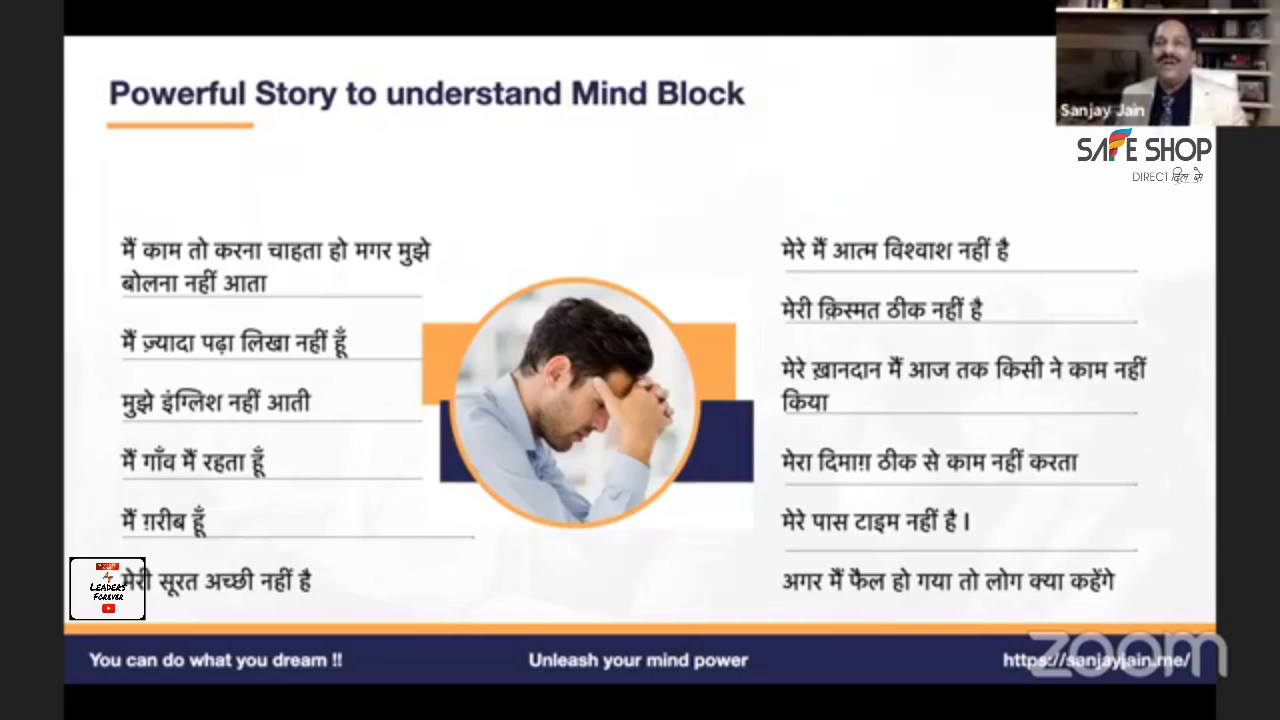 Powerful Story to understand Mind Block
Sanjay Jain
SAFE SHOP
DIRECT दिल से
मैं काम तो करना चाहता हो मगर मुझे
बोलना नहीं आता
मैं ज़्यादा पढ़ा लिखा नहीं हूँ
मुझे इंग्लिश नहीं आती
मैं गाँव मैं रहता हूँ
मैं ग़रीब हूँ
मेरी सूरत अच्छी नहीं है
मेरे मैं आत्म विश्वाश नहीं है
मेरी क़िस्मत ठीक नहीं है
मेरे ख़ानदान मैं आज तक किसी ने काम नहीं
किया
मेरा दिमाग़ ठीक से काम नहीं करता
मेरे पास टाइम नहीं है।
अगर मैं फैल हो गया तो लोग क्या कहेंगे
LEADERS
FOREVER
You can do what you dream !!
Unleash your mind power
https://sanjayjain.me/
zoom